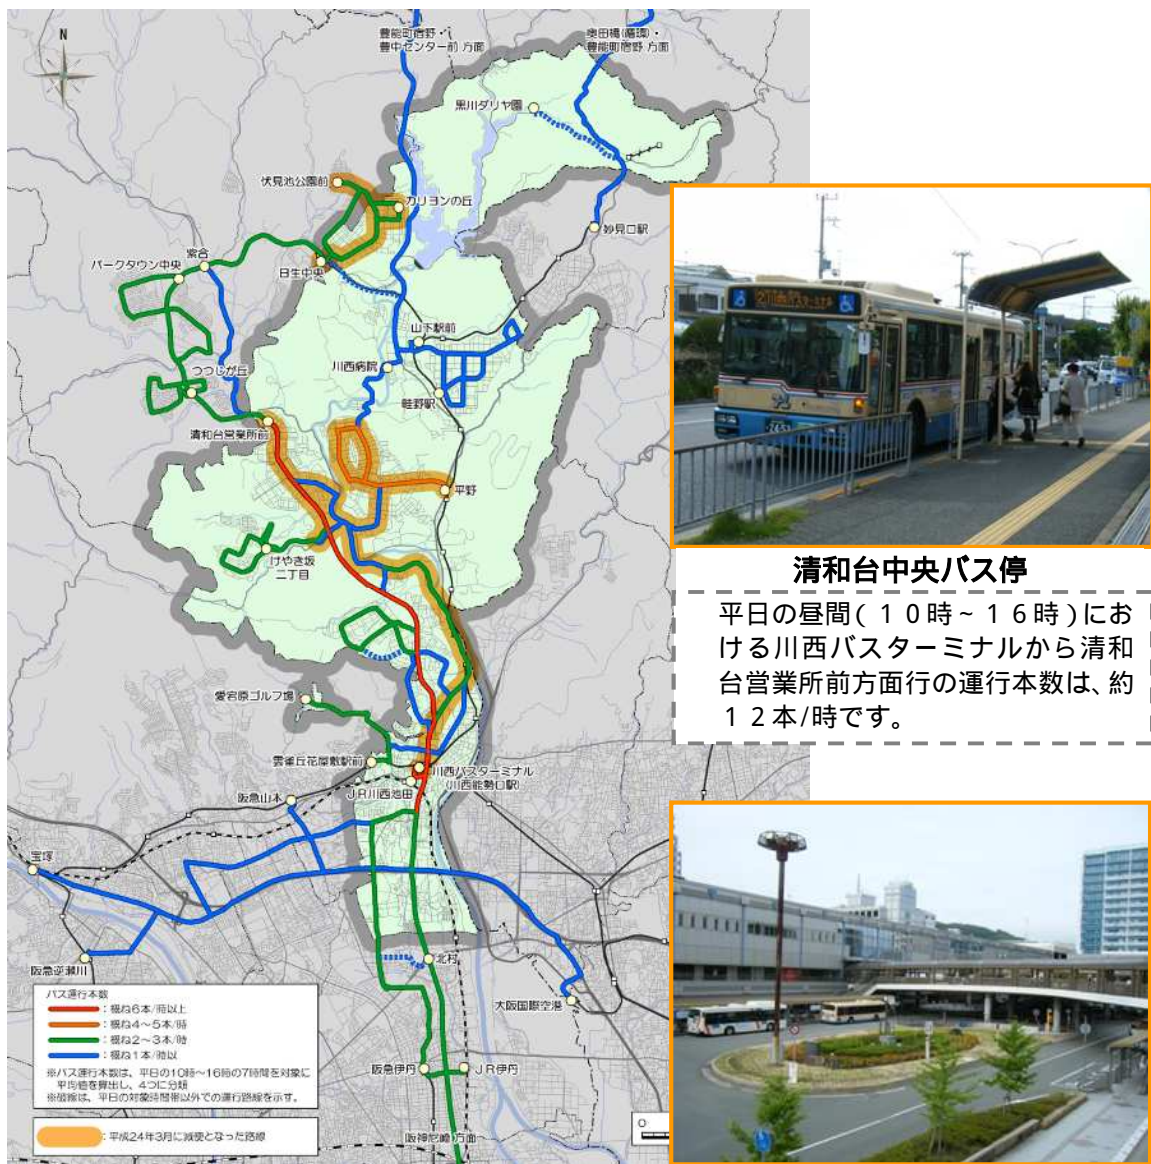 N
豊能町宿野・
豊中センター前 方面
奥田橋(循環)・
豊能町宿野 方面
黒川ダリヤ園
伏見池公園前
カリヨンの丘
妙見口駅
紫合
パークタウン中央
日生中央
山下駅前
川西病院
つつじが丘
畦野駅
清和台営業所前
平野
けやき坂
二丁目
愛宕原ゴルフ場
雲雀丘花屋敷駅前
川西バスターミナル
(川西能勢口駅)
JR川西池田
阪急山本
宝塚
阪急逆瀬川
北村
大阪国際空港
阪急伊丹
JR伊丹
阪神尼崎 方面
バス運行本数
:概ね6本/時以上
:概ね4~5本/時
:概ね2~3本/時
:概ね1本/時以
※バス運行本数は、平日の10時~16時の7時間を対象に
平均値を算出し、4つに分類
※破線は、平日の対象時間帯以外での運行路線を示す。
:平成24年3月に減便となった路線
0
川西バスターミナル
2453
清和台中央バス停
平日の昼間(10時~16時)にお
ける川西バスターミナルから清和
台営業所前方面行の運行本数は、約
12本/時です。